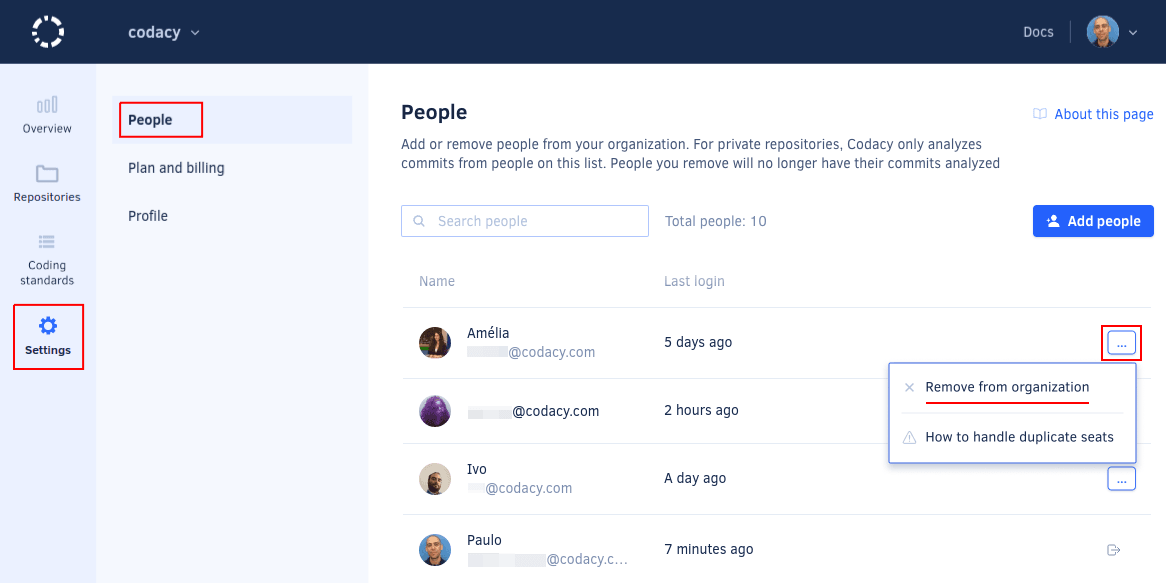 codacy
Docs
Overview
Repositories
Coding
standards
Settings
People
Plan and billing
Profile
People
About this page
Add or remove people from your organization. For private repositories, Codacy only analyzes
commits from people on this list. People you remove will no longer have their commits analyzed
Search people
Total people: 10
Add people
Name
Last login
Amélia
@codacy.com
5 days ago
...
Remove from organization
How to handle duplicate seats
@codacy.com
2 hours ago
Ivo
@codacy.com
A day ago
...
Paulo
@codacy.c...
7 minutes ago